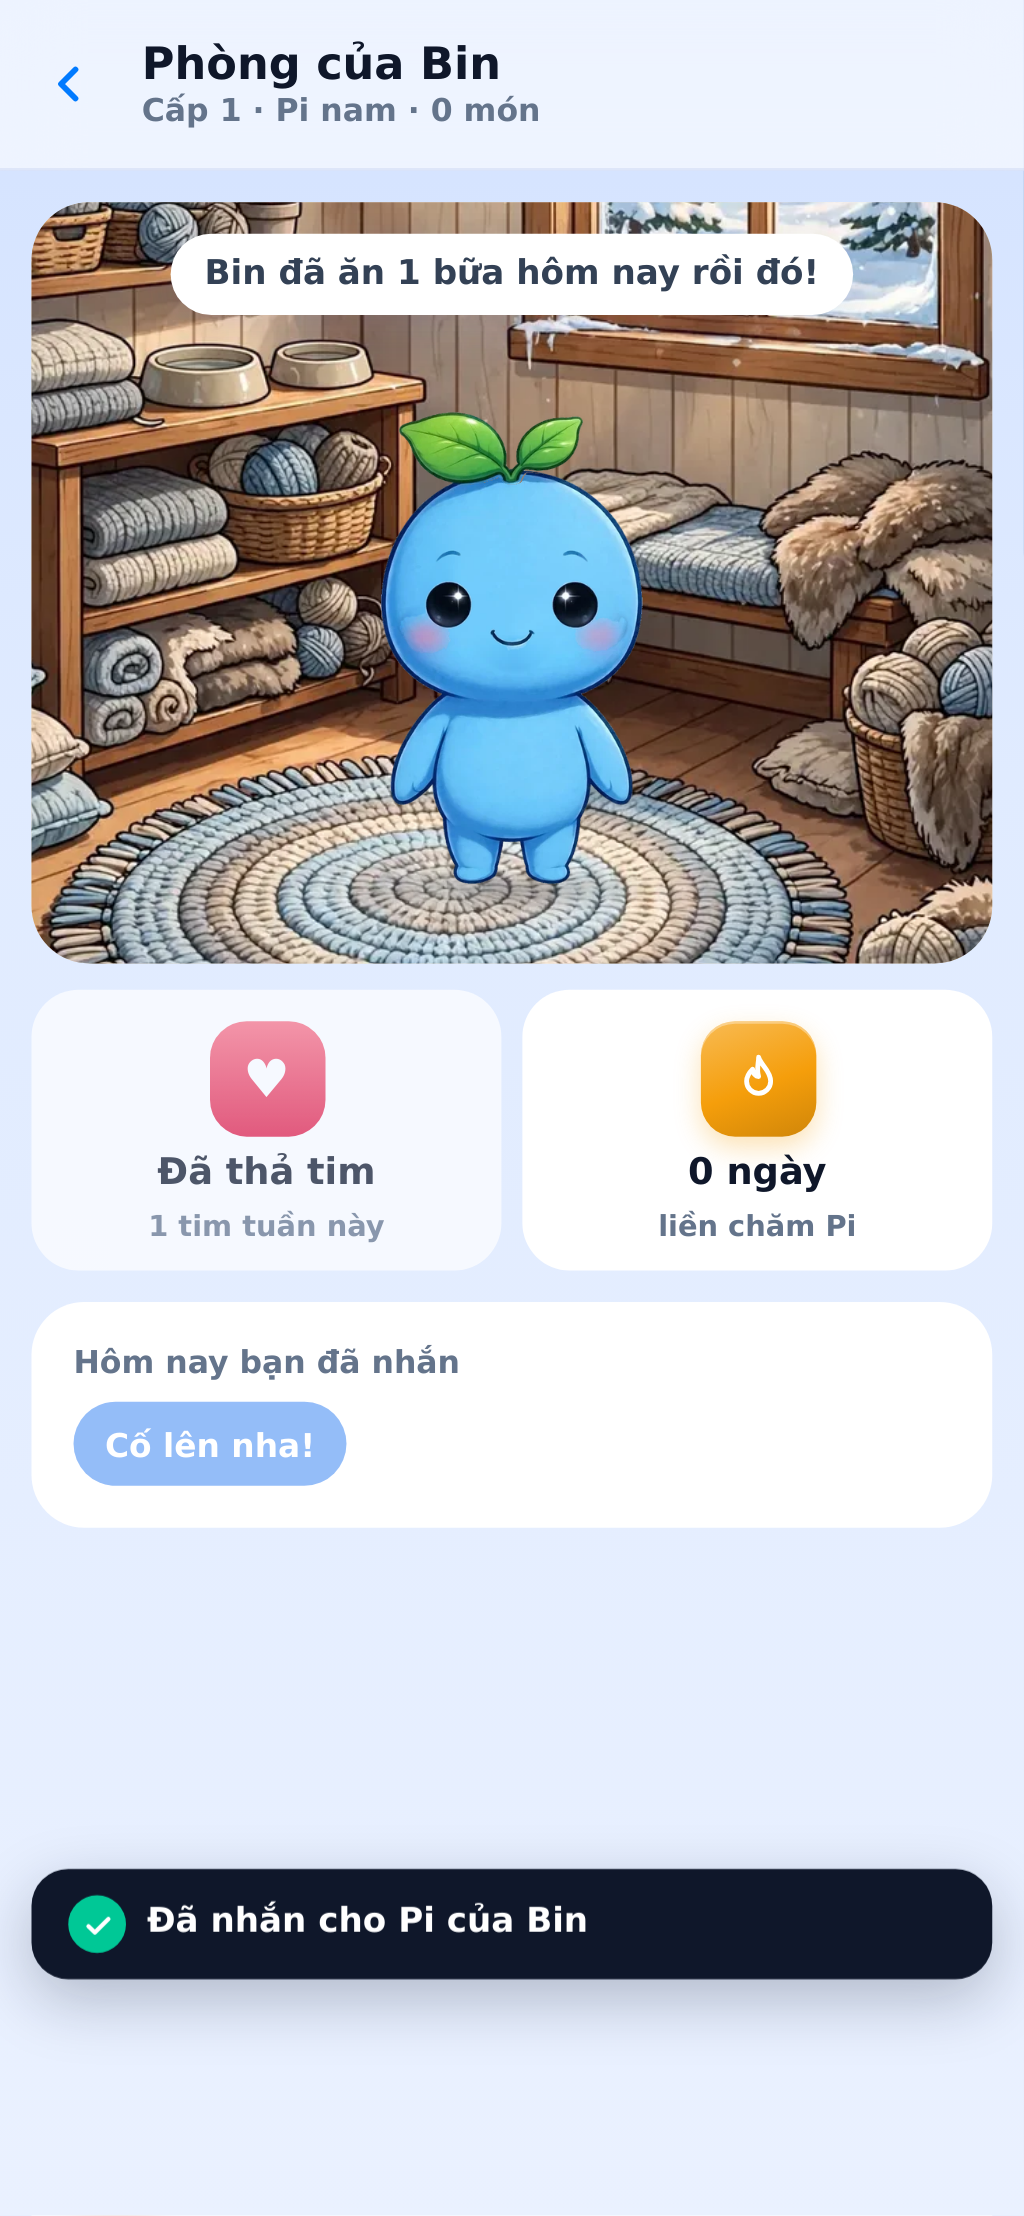 Phòng của Bin
Cấp 1 · Pi nam · 0 món
Bin đã ăn 1 bữa hôm nay rồi đó!
Đã thả tim
1 tim tuần này
0 ngày
liền chăm Pi
Hôm nay bạn đã nhắn
Cố lên nha!
Đã nhắn cho Pi của Bin